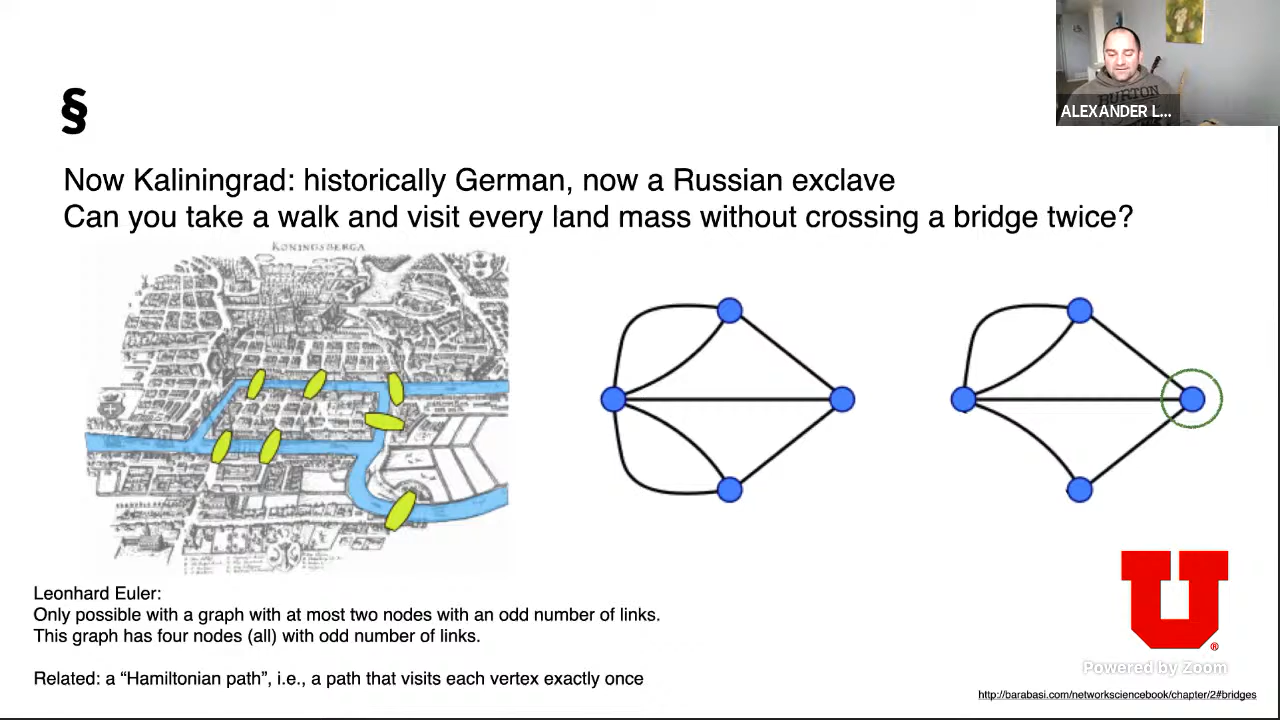 BURTON
ALEXANDER L...
§
Now Kaliningrad: historically German, now a Russian exclave
Can you take a walk and visit every land mass without crossing a bridge twice?
KONINGSBERGA
Leonhard Euler:
Only possible with a graph with at most two nodes with an odd number of links.
This graph has four nodes (all) with odd number of links.
Related: a “Hamiltonian path”, i.e., a path that visits each vertex exactly once
U
®
Powered by Zoom
http://barabasi.com/networksciencebook/chapter/2#bridges